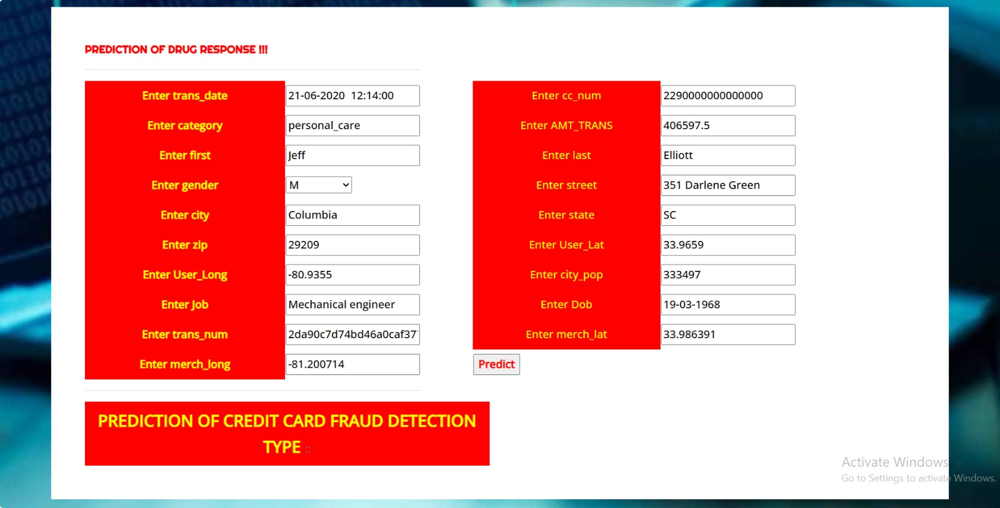 PREDICTION OF DRUG RESPONSE !!!
Enter trans_date 21-06-2020 12:14:00 Enter cc_num 2290000000000000
Enter category personal_care Enter AMT_TRANS 406597.5
Enter first Jeff Enter last Elliott
Enter gender M Enter street 351 Darlene Green
Enter city Columbia Enter state SC
Enter zip 29209 Enter User_Lat 33.9659
Enter User_Long -80.9355 Enter city_pop 333497
Enter Job Mechanical engineer Enter Dob 19-03-1968
Enter trans_num 2da90c7d74bd46a0caf37 Enter merch_lat 33.986391
Enter merch_long -81.200714 Predict
PREDICTION OF CREDIT CARD FRAUD DETECTION
TYPE ::
Activate Windows
Go to Settings to activate Windows.